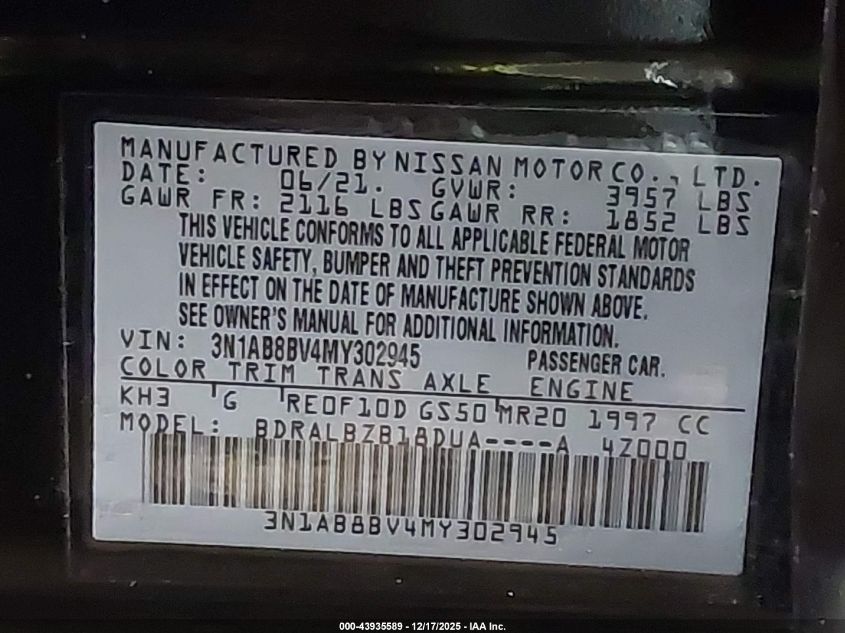 MANUFACTURED BY NISSAN MOTOR CO., LTD.
DATE: 06/21. GVWR: 3957 LBS
GAWR FR: 2116 LBS GAWR RR: 1852 LBS
THIS VEHICLE CONFORMS TO ALL APPLICABLE FEDERAL MOTOR
VEHICLE SAFETY, BUMPER AND THEFT PREVENTION STANDARDS
IN EFFECT ON THE DATE OF MANUFACTURE SHOWN ABOVE.
SEE OWNER'S MANUAL FOR ADDITIONAL INFORMATION.
VIN: 3N1AB8BV4MY302945 PASSENGER CAR.
COLOR TRIM TRANS AXLE ENGINE
KH3 G RE0F10D GS50 MR20 1997 CC
MODEL: BDRALBZB18DUA----A 4Z000
3N1AB8BV4MY302945
000-43935589 - 12/17/2025 - IAA Inc.